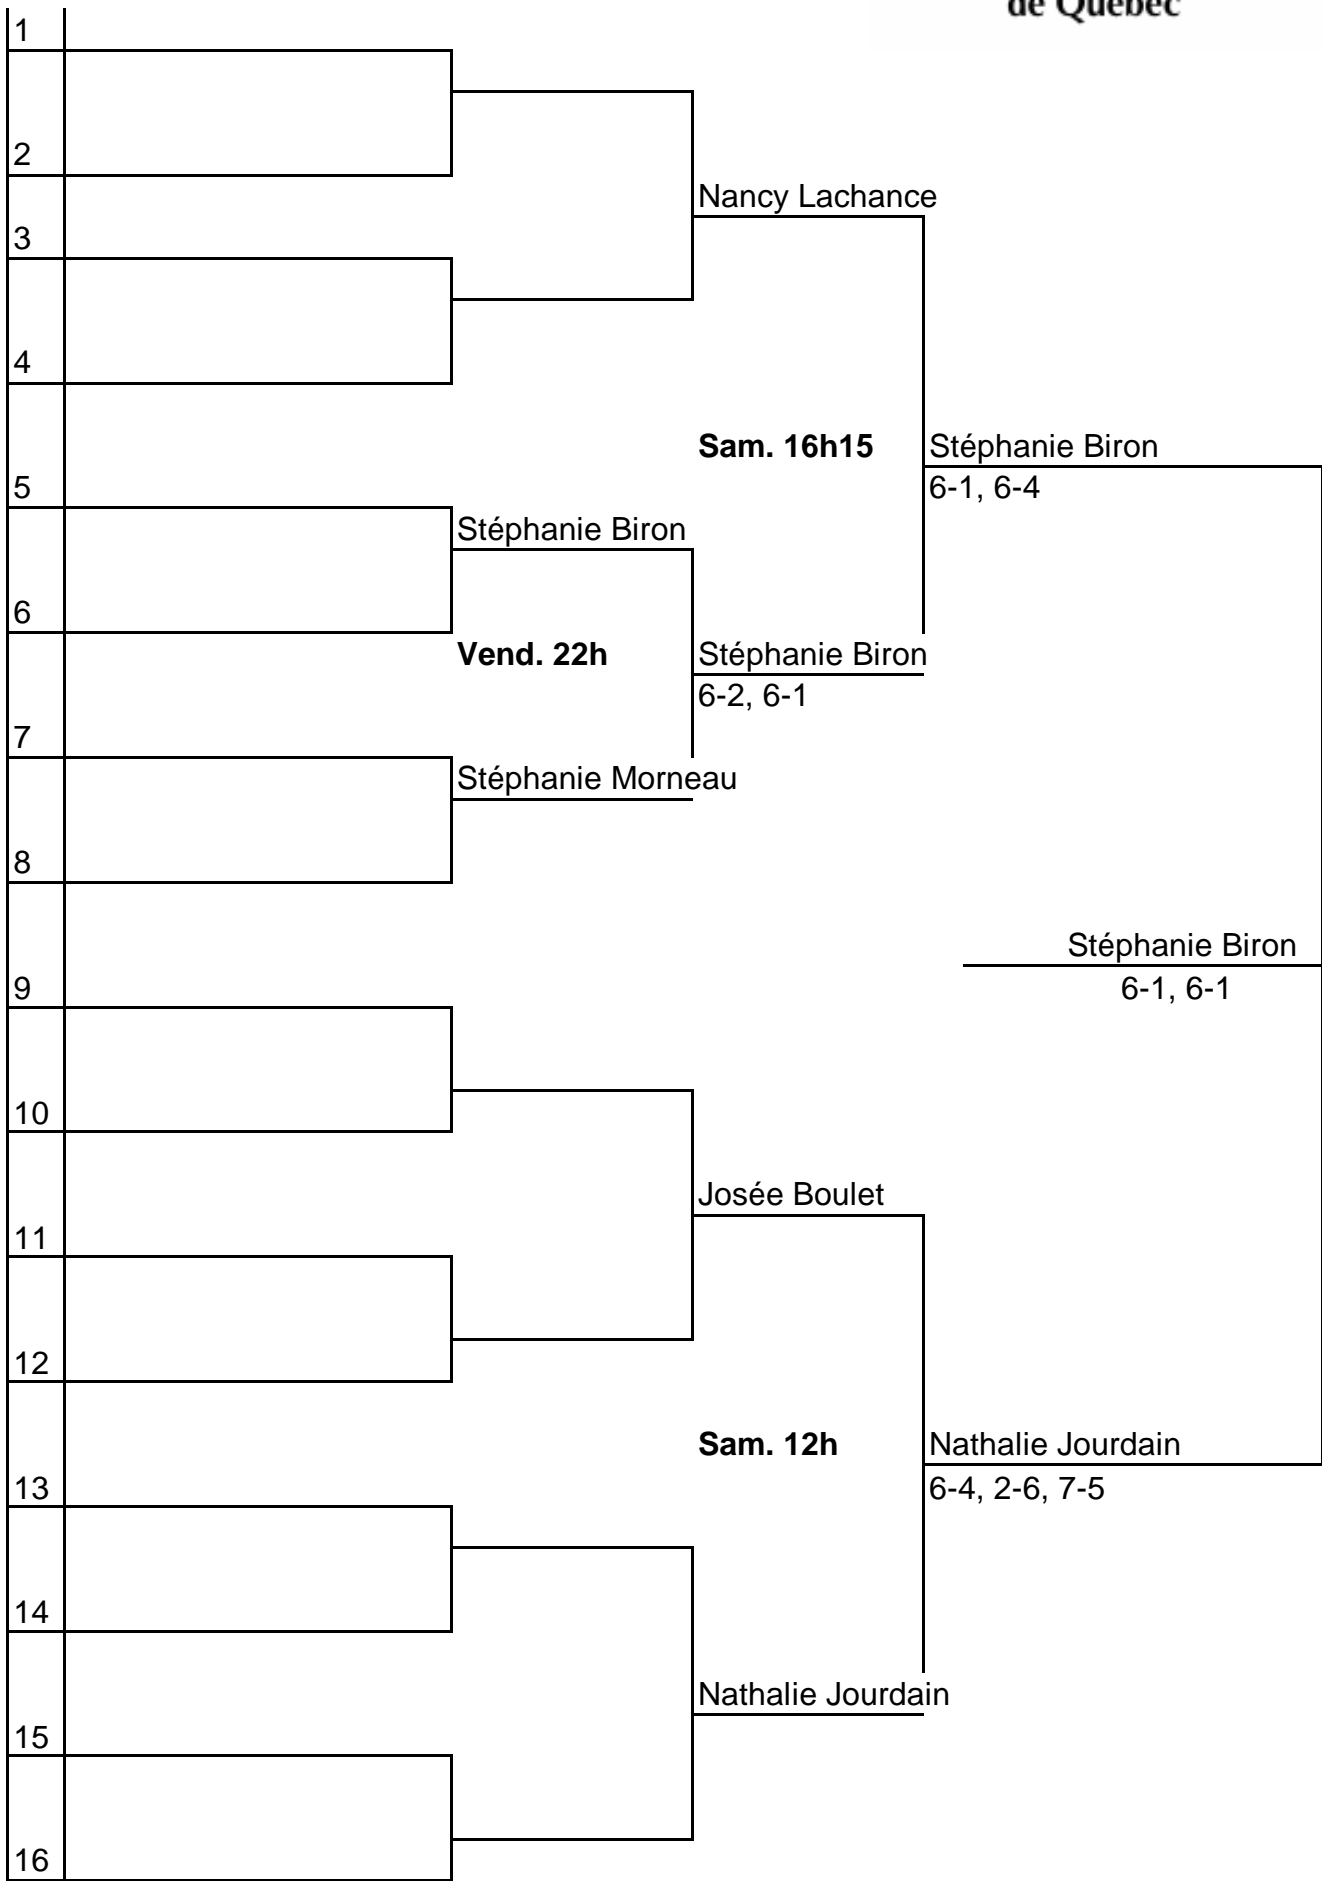 de Québec
1
2
Nancy Lachance
3
4
Sam. 16h15
Stéphanie Biron
5
6-1, 6-4
Stéphanie Biron
6
Vend. 22h
Stéphanie Biron
6-2, 6-1
7
Stéphanie Morneau
8
Stéphanie Biron
9
6-1, 6-1
10
Josée Boulet
11
12
Sam. 12h
Nathalie Jourdain
13
6-4, 2-6, 7-5
14
Nathalie Jourdain
15
16